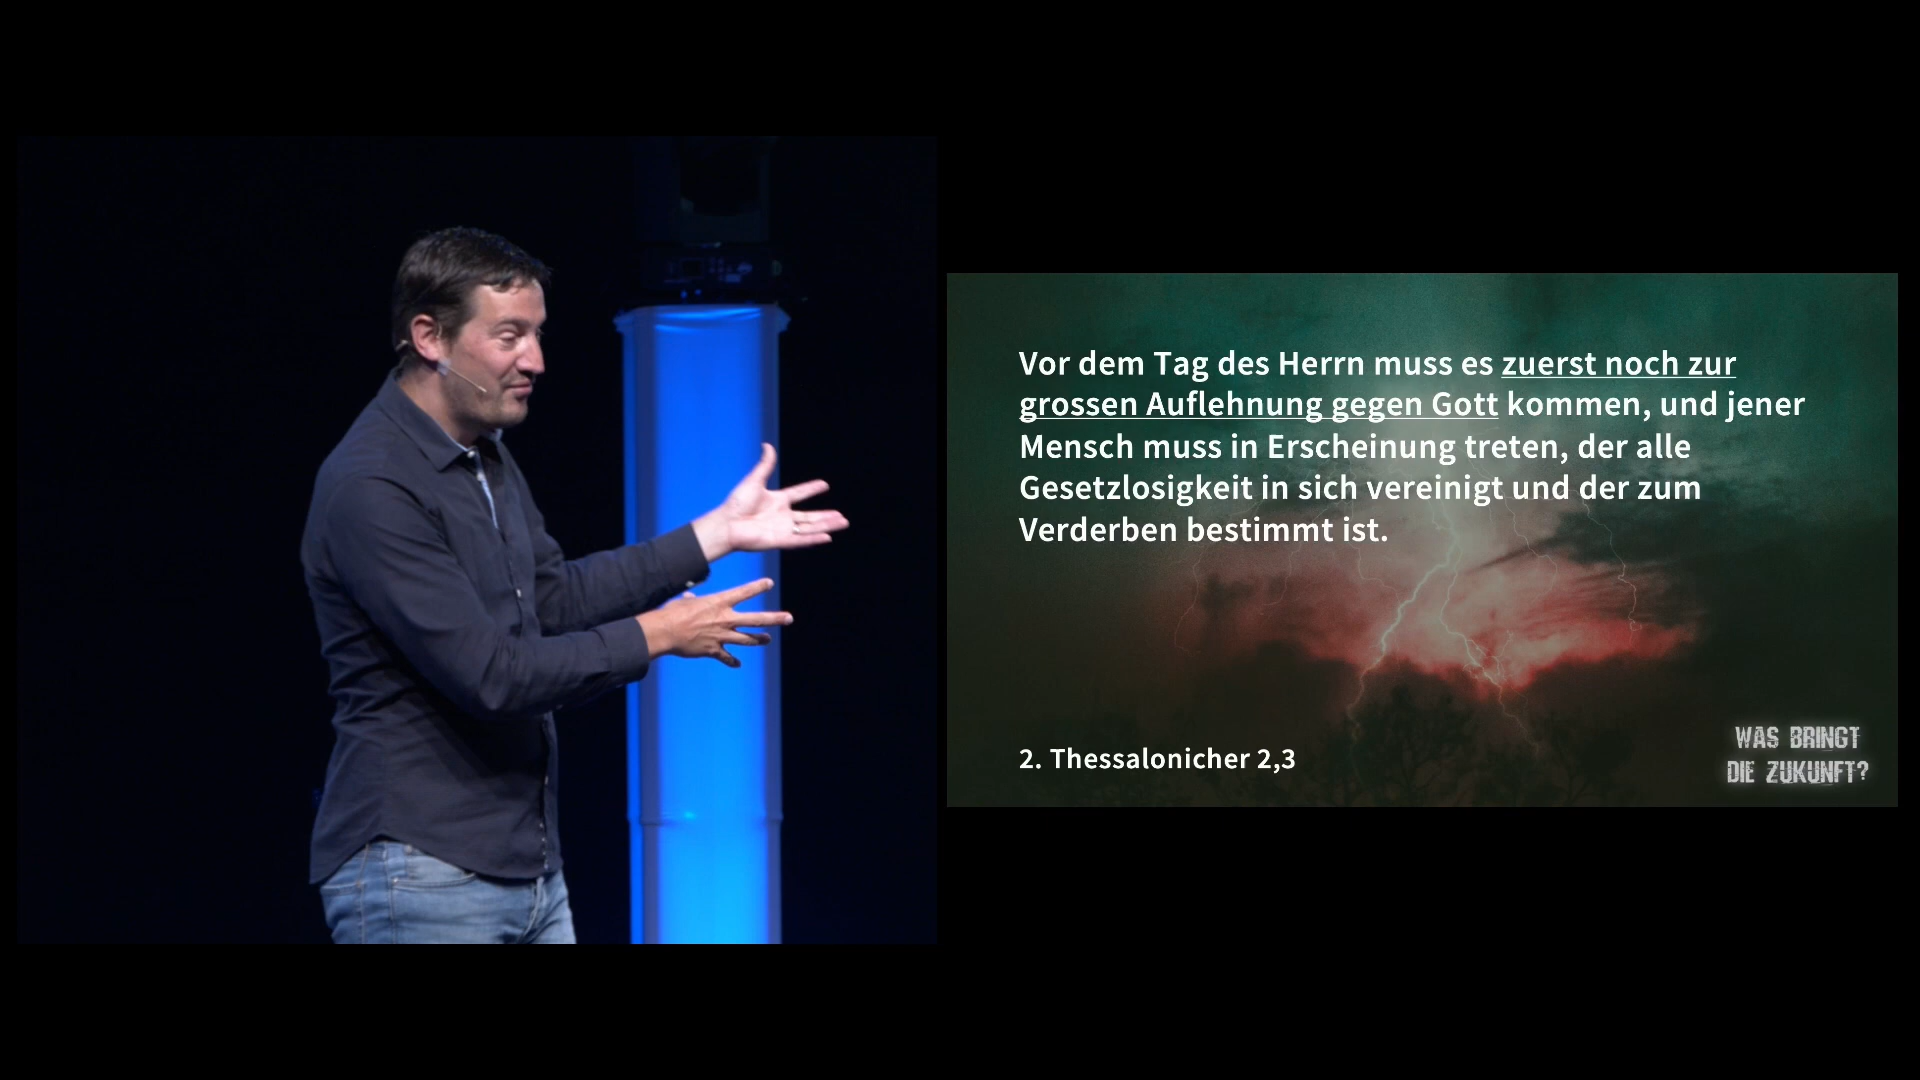 Vor dem Tag des Herrn muss es zuerst noch zur
grossen Auflehnung gegen Gott kommen, und jener
Mensch muss in Erscheinung treten, der alle
Gesetzlosigkeit in sich vereinigt und der zum
Verderben bestimmt ist.
2. Thessalonicher 2,3
WAS BRINGT
DIE ZUKUNFT?